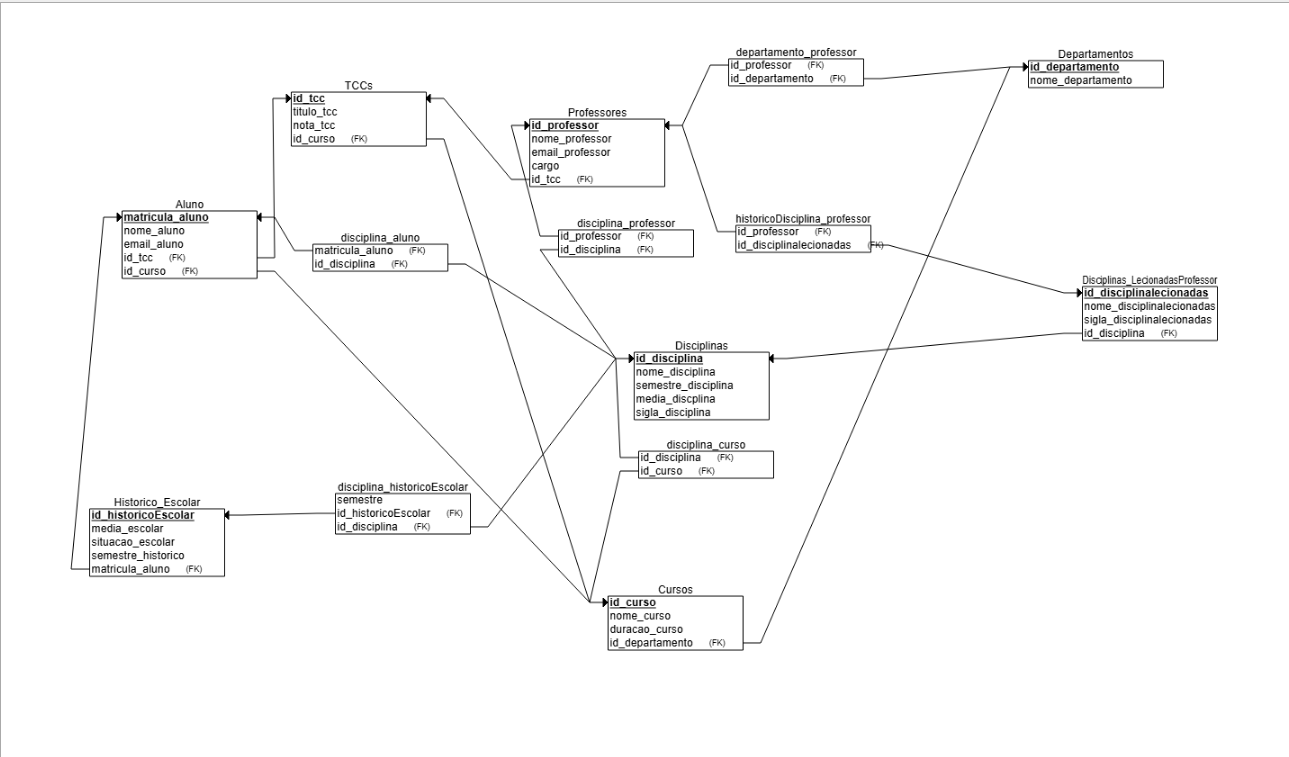 departamento_professor
id_professor (FK)
id_departamento (FK)
Departamentos
id_departamento
nome_departamento
TCCs
id_tcc
titulo_tcc
nota_tcc
id_curso (FK)
Professores
id_professor
nome_professor
email_professor
cargo
id_tcc (FK)
Aluno
matricula_aluno
nome_aluno
email_aluno
id_tcc (FK)
id_curso (FK)
disciplina_aluno
matricula_aluno (FK)
id_disciplina (FK)
disciplina_professor
id_professor (FK)
id_disciplina (FK)
historicoDisciplina_professor
id_professor (FK)
id_disciplinalecionadas (FK)
Disciplinas_LecionadasProfessor
id_disciplinalecionadas
nome_disciplinalecionadas
sigla_disciplinalecionadas
id_disciplina (FK)
Disciplinas
id_disciplina
nome_disciplina
semestre_disciplina
media_discplina
sigla_disciplina
disciplina_curso
id_disciplina (FK)
id_curso (FK)
disciplina_historicoEscolar
semestre
id_historicoEscolar (FK)
id_disciplina (FK)
Historico_Escolar
id_historicoEscolar
media_escolar
situacao_escolar
semestre_historico
matricula_aluno (FK)
Cursos
id_curso
nome_curso
duracao_curso
id_departamento (FK)